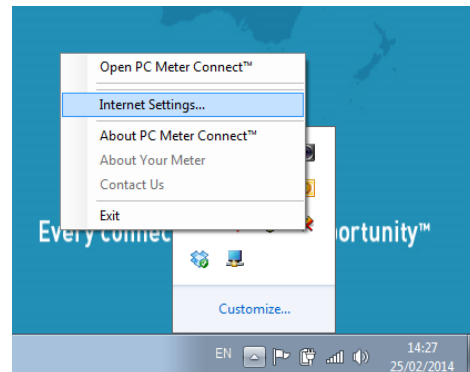 Open PC Meter Connect™
Internet Settings...
About PC Meter Connect™
About Your Meter
Contact Us
Exit
Every connec ortunity™
Customize...
EN
14:27
25/02/2014